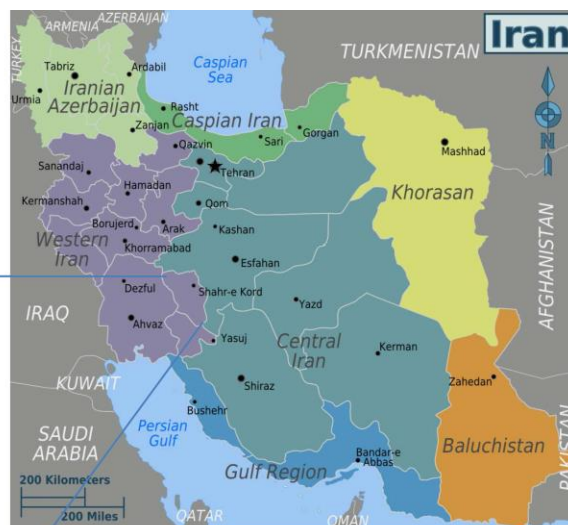 AZERBAIJAN
ARMENIA
TURKEY
Iran
Caspian
Sea
TURKMENISTAN
Tabriz
Ardabil
Urmia
Iranian
Azerbaijan
Rasht
Caspian Iran
Zanjan
Gorgan
Sari
Qazvin
Tehran
N
Mashhad
Khorasan
Sanandaj
Hamadan
Kermanshah
Qom
Borujerd
Arak
Kashan
Western
Iran
Khorramabad
Esfahan
AFGHANISTAN
Dezful
Shahr-e Kord
Yazd
IRAQ
Ahvaz
Yasuj
Central
Iran
Kerman
KUWAIT
Shiraz
Zahedan
Bushehr
Persian
Gulf
SAUDI
ARABIA
Bandar-e
Abbas
Baluchistan
Gulf Region
PAKISTAN
200 Kilometers
200 Miles
QATAR
OMAN